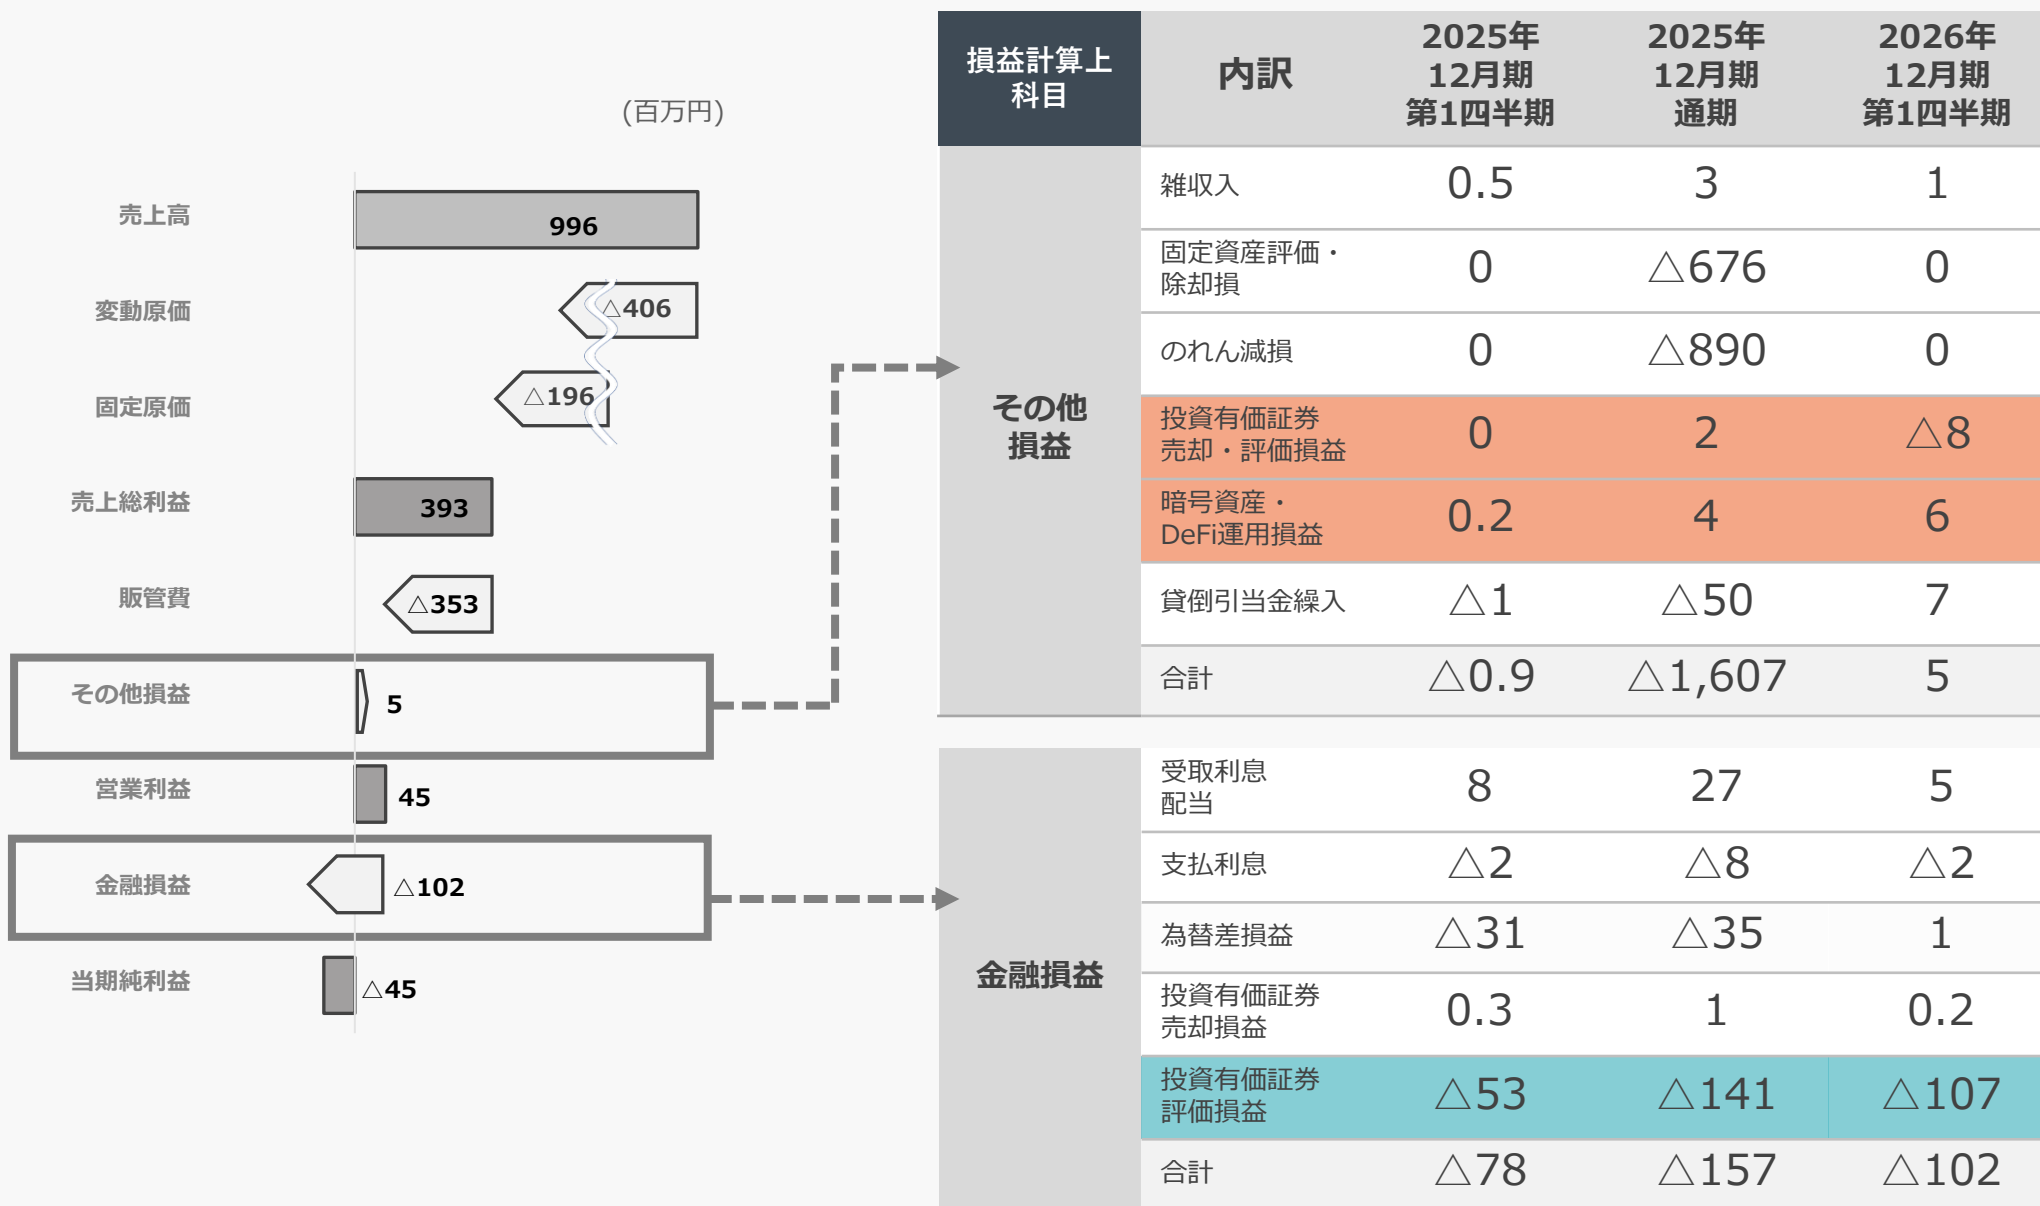 (百万円)
売上高
996
変動原価
△406
固定原価
△196
売上総利益
393
販管費
△353
その他損益
5
営業利益
45
金融損益
△102
当期純利益
△45
損益計算上
科目
内訳
2025年
12月期
第1四半期
2025年
12月期
通期
2026年
12月期
第1四半期
その他
損益
雑収入
0.5
3
1
固定資産評価・
除却損
0
△676
0
のれん減損
0
△890
0
投資有価証券
売却・評価損益
0
2
△8
暗号資産・
DeFi運用損益
0.2
4
6
貸倒引当金繰入
△1
△50
7
合計
△0.9
△1,607
5
金融損益
受取利息
配当
8
27
5
支払利息
△2
△8
△2
為替差損益
△31
△35
1
投資有価証券
売却損益
0.3
1
0.2
投資有価証券
評価損益
△53
△141
△107
合計
△78
△157
△102